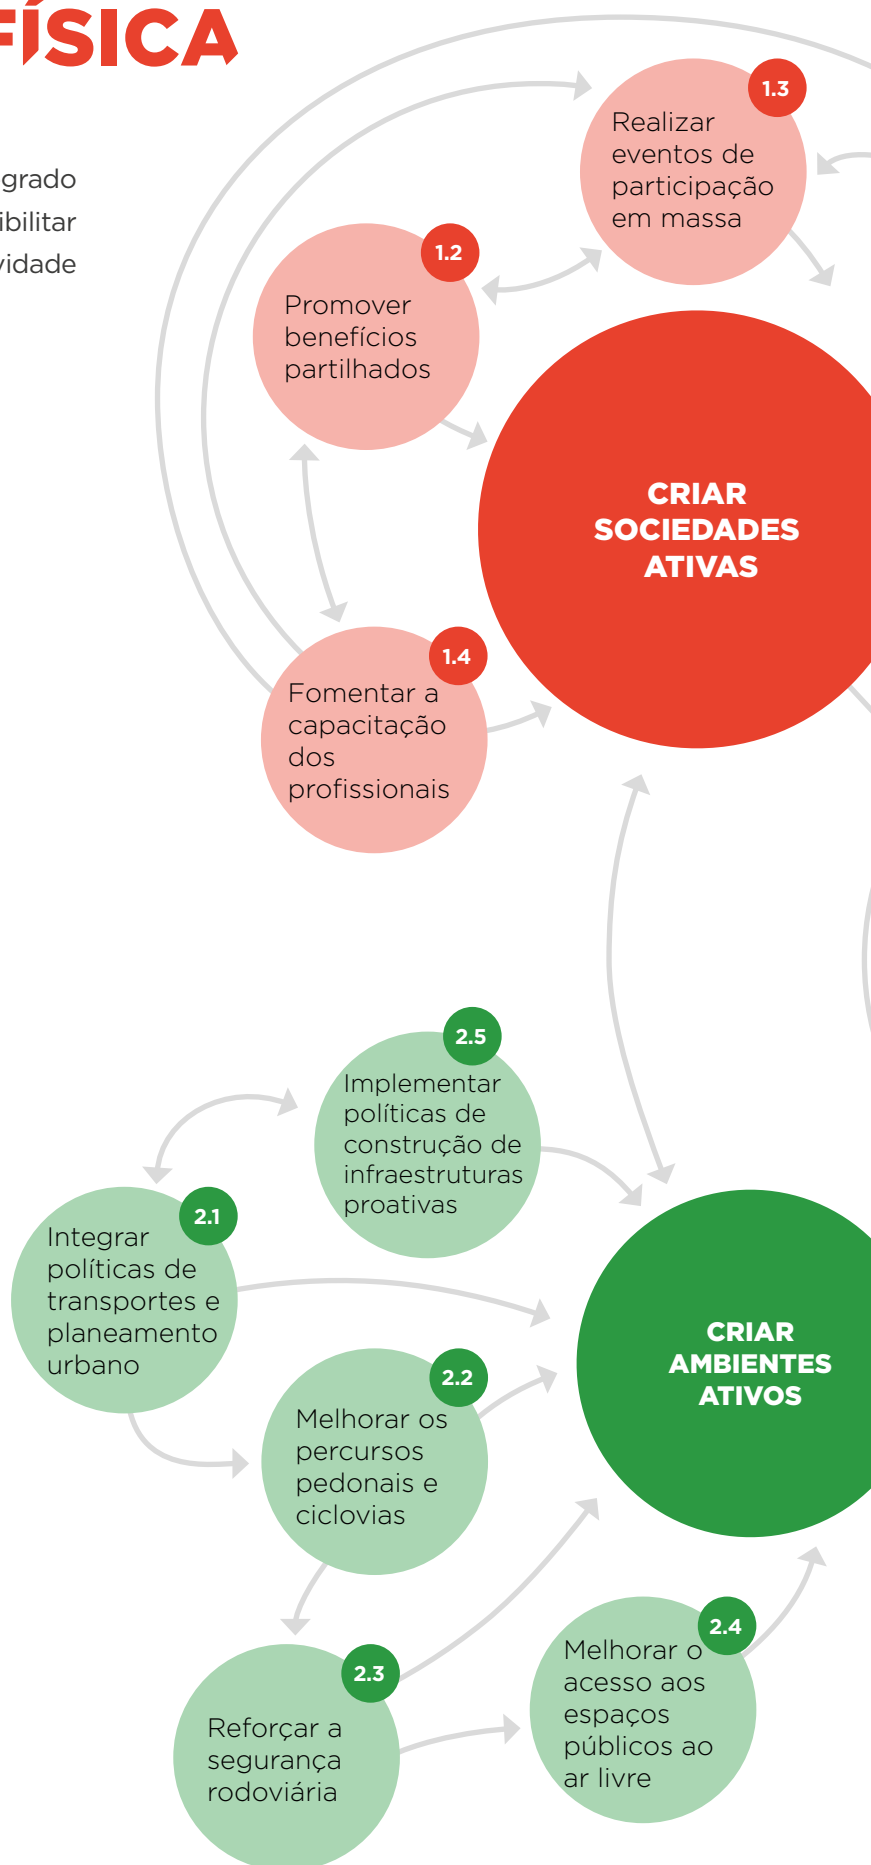 FÍSICA
egrado
ibilitar
vidade
1.3
Realizar
eventos de
participação
em massa
1.2
Promover
benefícios
partilhados
CRIAR
SOCIEDADES
ATIVAS
1.4
Fomentar a
capacitação
dos
profissionais
2.5
Implementar
políticas de
construção de
infraestruturas
proativas
2.1
Integrar
políticas de
transportes e
planeamento
urbano
CRIAR
AMBIENTES
ATIVOS
2.2
Melhorar os
percursos
pedonais e
ciclovias
2.4
Melhorar o
acesso aos
espaços
públicos ao
ar livre
2.3
Reforçar a
segurança
rodoviária